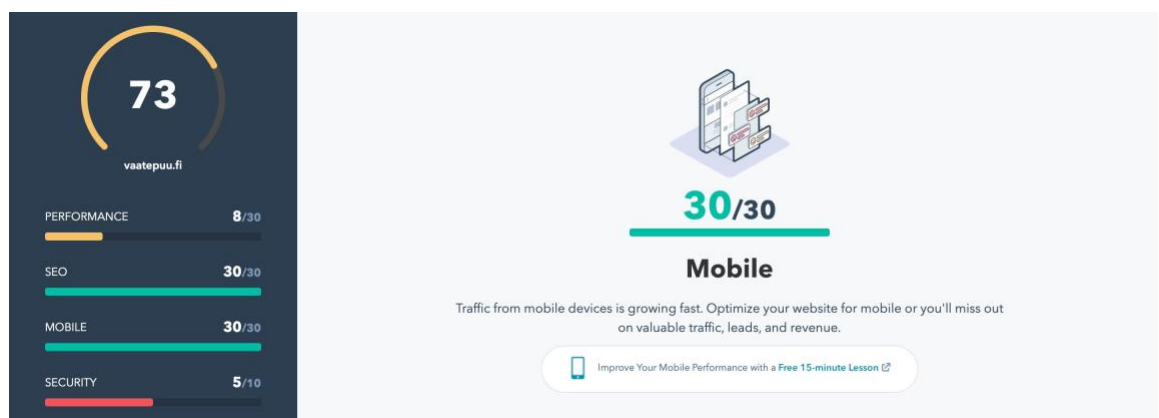 73
vaatepuu.fi
PERFORMANCE 8/30
SEO 30/30
MOBILE 30/30
SECURITY 5/10
30/30
Mobile
Traffic from mobile devices is growing fast. Optimize your website for mobile or you'll miss out
on valuable traffic, leads, and revenue.
Improve Your Mobile Performance with a Free 15-minute Lesson